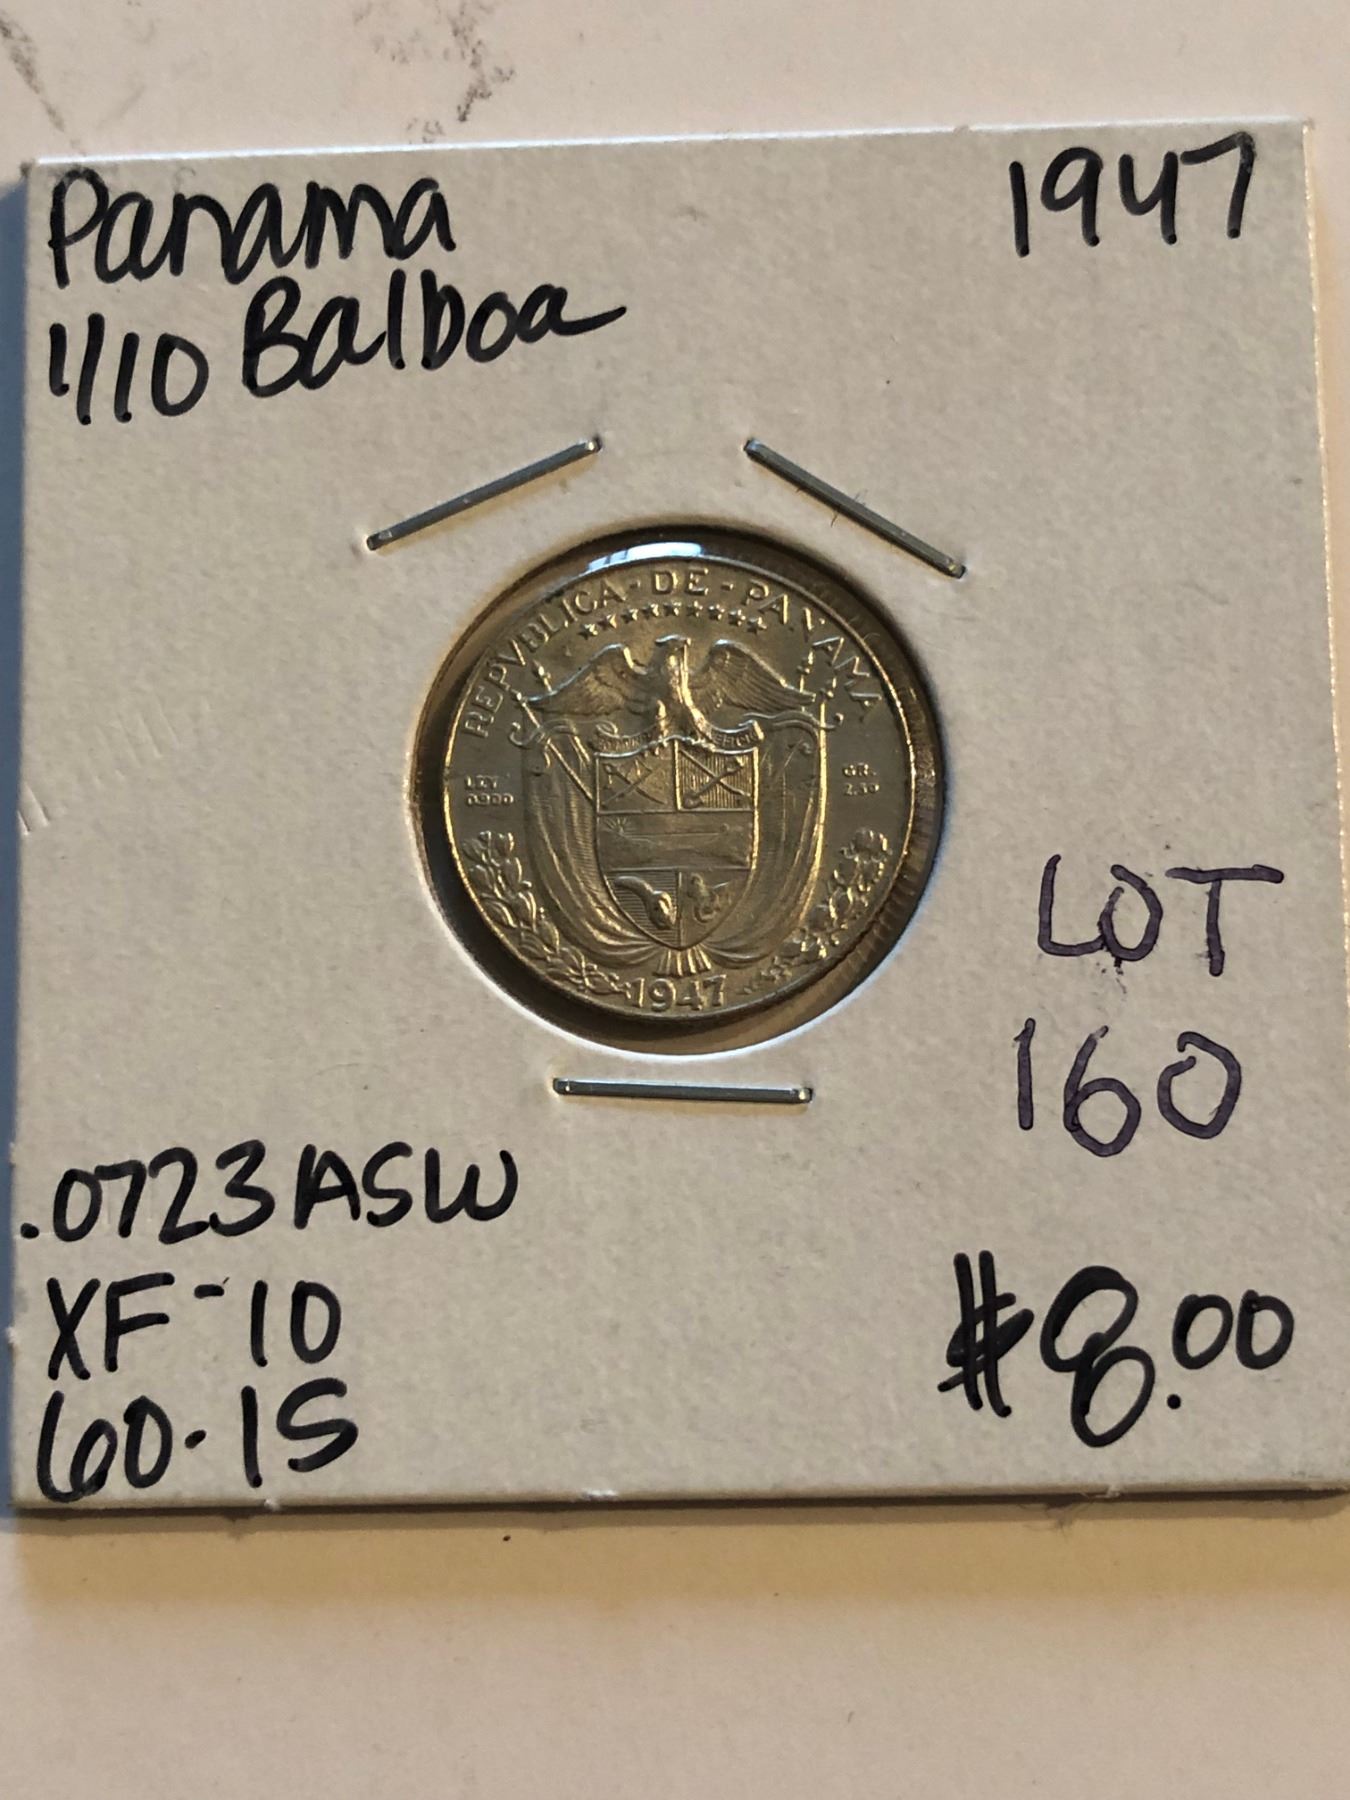 Panama
1/10 Balboa
1947
REPVBLICA·DE·PANAMA
LEY
0.900
GR.
2.50
1947
LOT
160
.0723 ASW
XF-10
60-15
$8.00